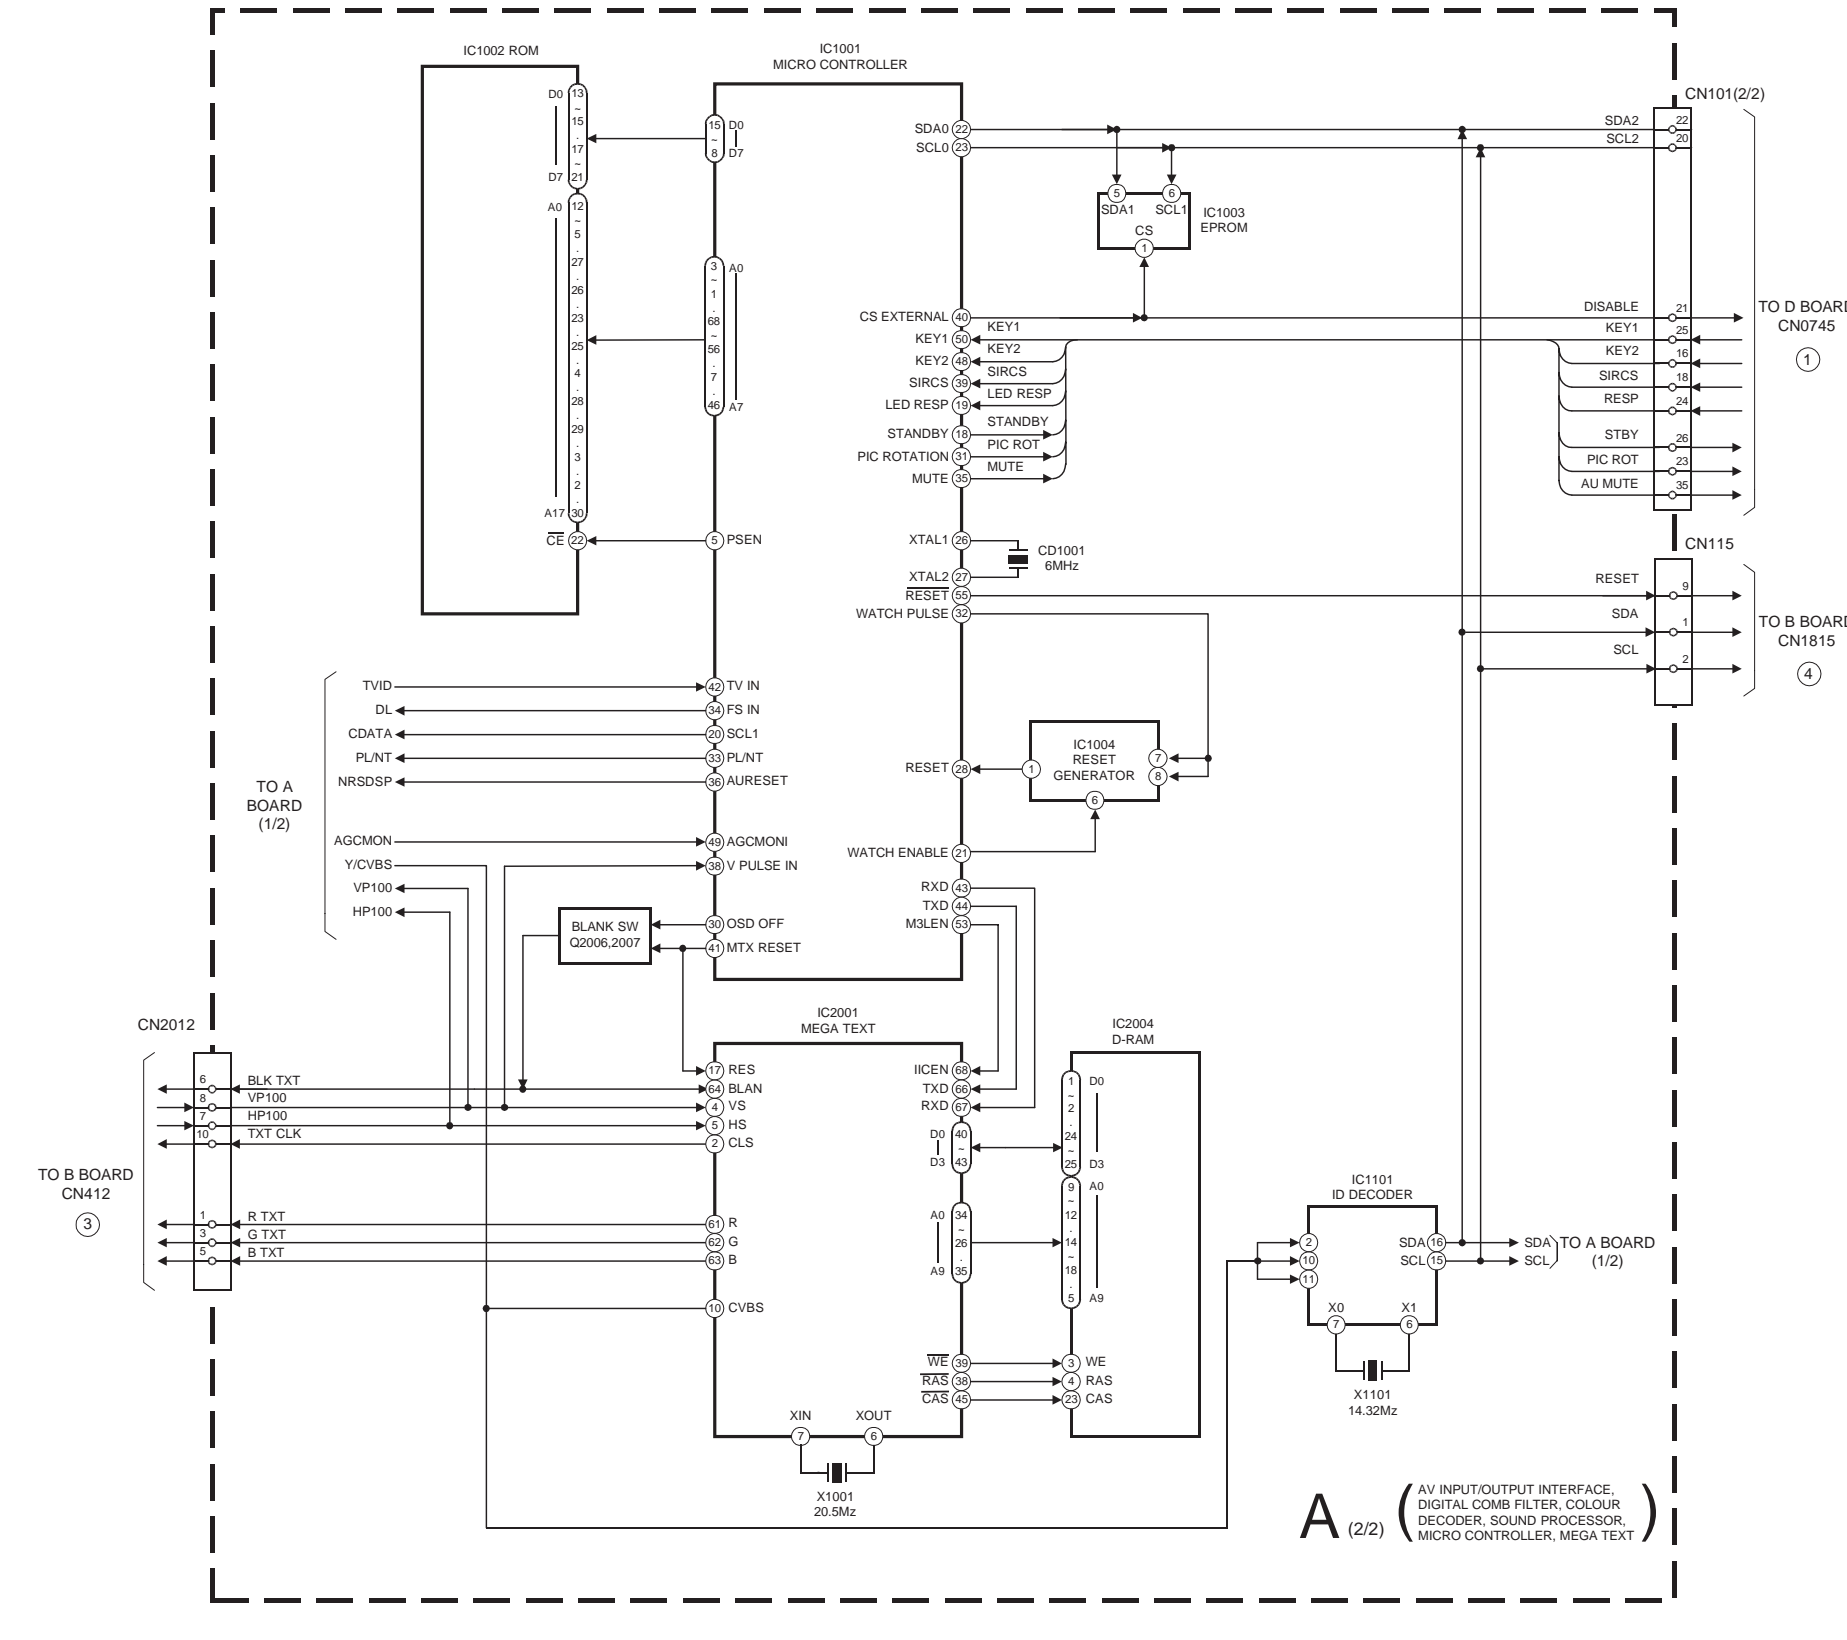 IC1002 ROM
IC1001
MICRO CONTROLLER
D0
13
~
15
.
17
~
D7
21
A0
12
~
5
.
27
.
26
.
23
.
25
.
4
.
28
.
29
.
3
.
2
.
A17
30
CE
22
15
D0
~
8
D7
3
A0
~
1
.
68
~
56
.
7
.
46
A7
5
PSEN
SDA0
22
SCL0
23
5
6
SDA1
SCL1
CS
1
IC1003
EPROM
CS EXTERNAL
40
KEY1
KEY1
50
KEY2
KEY2
48
SIRCS
SIRCS
39
LED RESP
LED RESP
19
STANDBY
STANDBY
18
PIC ROT
PIC ROTATION
31
MUTE
MUTE
35
XTAL1
26
CD1001
6MHz
XTAL2
27
RESET
55
WATCH PULSE
32
CN101(2/2)
SDA2
22
SCL2
20
DISABLE
21
KEY1
25
KEY2
16
SIRCS
18
RESP
24
STBY
26
PIC ROT
23
AU MUTE
35
TO D BOARD
CN0745
1
CN115
RESET
9
SDA
1
SCL
2
TO B BOARD
CN1815
4
TO A
BOARD
(1/2)
TVID
42
TV IN
DL
34
FS IN
CDATA
20
SCL1
PL/NT
33
PL/NT
NRSDSP
36
AURESET
AGCMON
49
AGCMONI
Y/CVBS
38
V PULSE IN
VP100
HP100
BLANK SW
Q2006,2007
30
OSD OFF
41
MTX RESET
RESET
28
1
IC1004
RESET
GENERATOR
7
8
6
WATCH ENABLE
21
RXD
43
TXD
44
M3LEN
53
CN2012
6
BLK TXT
8
VP100
7
HP100
10
TXT CLK
1
R TXT
3
G TXT
5
B TXT
TO B BOARD
CN412
3
IC2001
MEGA TEXT
17
RES
64
BLAN
4
VS
5
HS
2
CLS
61
R
62
G
63
B
10
CVBS
IICEN
68
TXD
66
RXD
67
D0
40
~
D3
43
A0
34
~
26
.
A9
35
WE
39
RAS
38
CAS
45
XIN
XOUT
7
6
X1001
20.5Mz
IC2004
D-RAM
1
D0
~
2
.
24
~
25
D3
9
A0
~
12
.
14
~
18
.
5
A9
3
WE
4
RAS
23
CAS
IC1101
ID DECODER
2
10
11
SDA
16
SCL
15
X0
X1
7
6
X1101
14.32Mz
SDA
SCL
TO A BOARD
(1/2)
A (2/2)
AV INPUT/OUTPUT INTERFACE,
DIGITAL COMB FILTER, COLOUR
DECODER, SOUND PROCESSOR,
MICRO CONTROLLER, MEGA TEXT